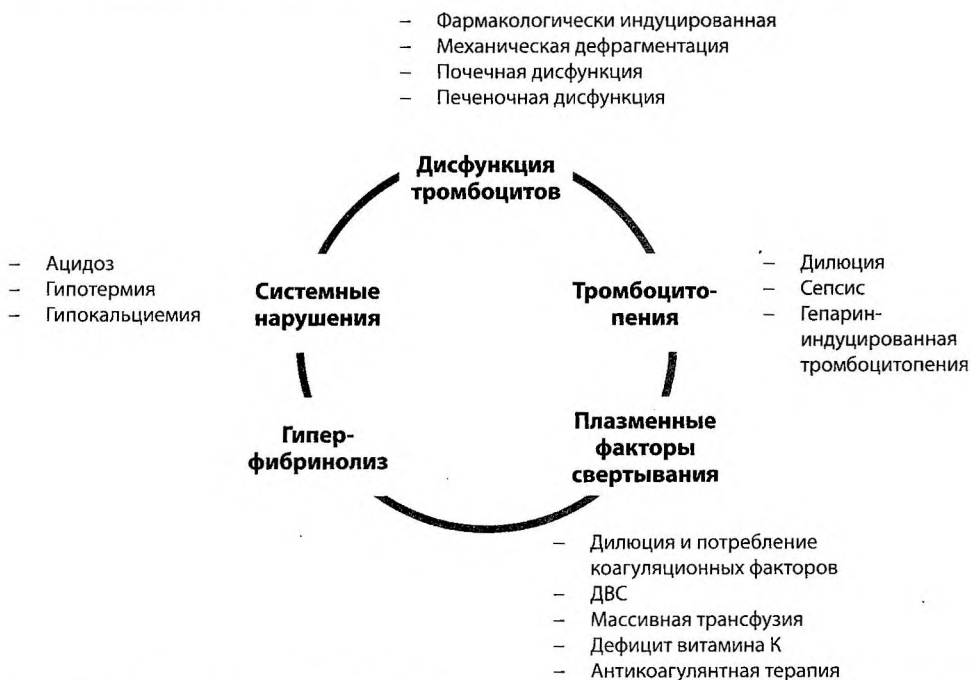 – Фармакологически индуцированная
– Механическая дефрагментация
– Почечная дисфункция
– Печеночная дисфункция
Дисфункция
тромбоцитов
– Ацидоз
– Гипотермия
– Гипокальциемия
Системные
нарушения
Тромбоцито-
пения
– Дилюция
– Сепсис
– Гепарин-
индуцированная
тромбоцитопения
Гипер-
фибринолиз
Плазменные
факторы
свертывания
– Дилюция и потребление
коагуляционных факторов
– ДВС
– Массивная трансфузия
– Дефицит витамина К
– Антикоагулянтная терапия